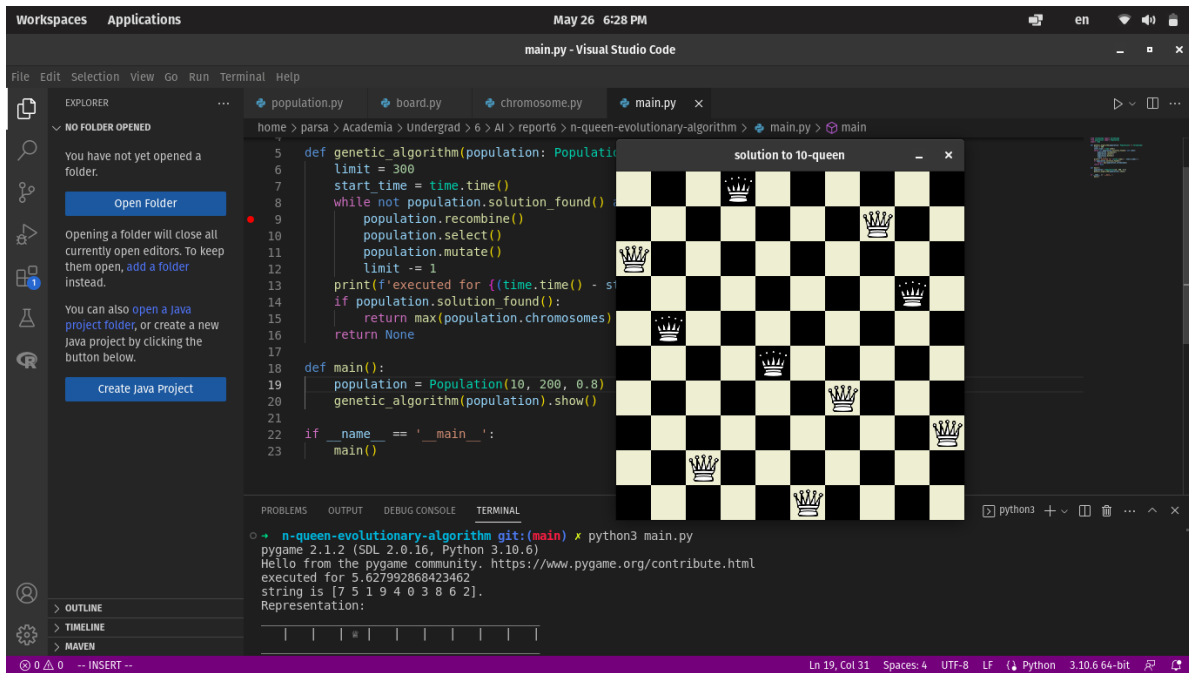 Workspaces Applications May 26 6:28 PM en
main.py - Visual Studio Code
File Edit Selection View Go Run Terminal Help
EXPLORER
NO FOLDER OPENED
You have not yet opened a
folder.
Open Folder
Opening a folder will close all
currently open editors. To keep
them open, add a folder
instead.
You can also open a Java
project folder, or create a new
Java project by clicking the
button below.
Create Java Project
OUTLINE
TIMELINE
MAVEN
1
population.py board.py chromosome.py main.py
home > parsa > Academia > Undergrad > 6 > AI > report6 > n-queen-evolutionary-algorithm > main.py > main
5 def genetic_algorithm(population: Populati
6 limit = 300
7 start_time = time.time()
8 while not population.solution_found()
9 population.recombine()
10 population.select()
11 population.mutate()
12 limit -= 1
13 print(f'executed for {(time.time() - st
14 if population.solution_found():
15 return max(population.chromosomes)
16 return None
17
18 def main():
19 population = Population(10, 200, 0.8)
20 genetic_algorithm(population).show()
21
22 if __name__ == '__main__':
23 main()
solution to 10-queen
PROBLEMS OUTPUT DEBUG CONSOLE TERMINAL python3
→ n-queen-evolutionary-algorithm git:(main) ✗ python3 main.py
pygame 2.1.2 (SDL 2.0.16, Python 3.10.6)
Hello from the pygame community. https://www.pygame.org/contribute.html
executed for 5.627992868423462
string is [7 5 1 9 4 0 3 8 6 2].
Representation:
| | | ♕ | | | | | | |
0 0 -- INSERT -- Ln 19, Col 31 Spaces: 4 UTF-8 LF Python 3.10.6 64-bit